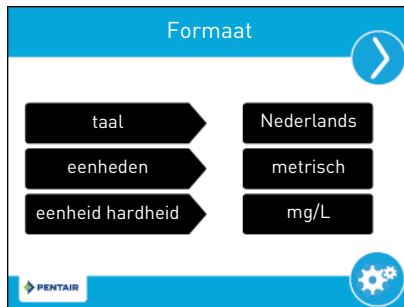 Formaat
taal
Nederlands
eenheden
metrisch
eenheid hardheid
mg/L
PENTAIR